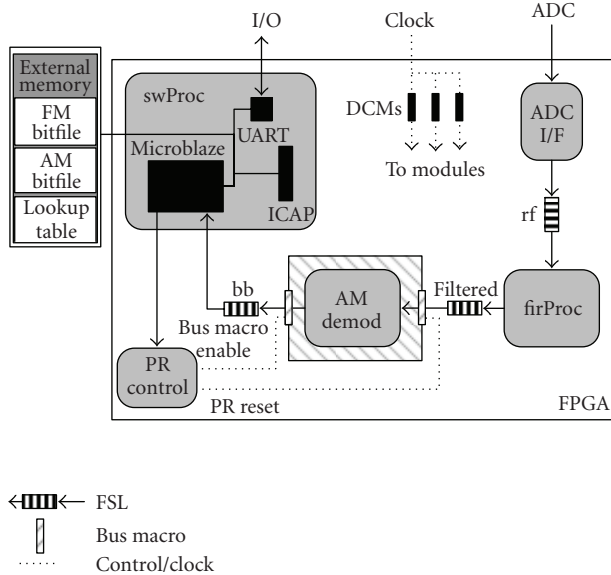 I/O
Clock
ADC
External
memory
FM
bitfile
AM
bitfile
Lookup
table
swProc
UART
Microblaze
ICAP
DCMs
To modules
ADC
I/F
rf
bb
Bus macro
enable
AM
demod
Filtered
firProc
PR
control
PR reset
FPGA
FSL
Bus macro
Control/clock